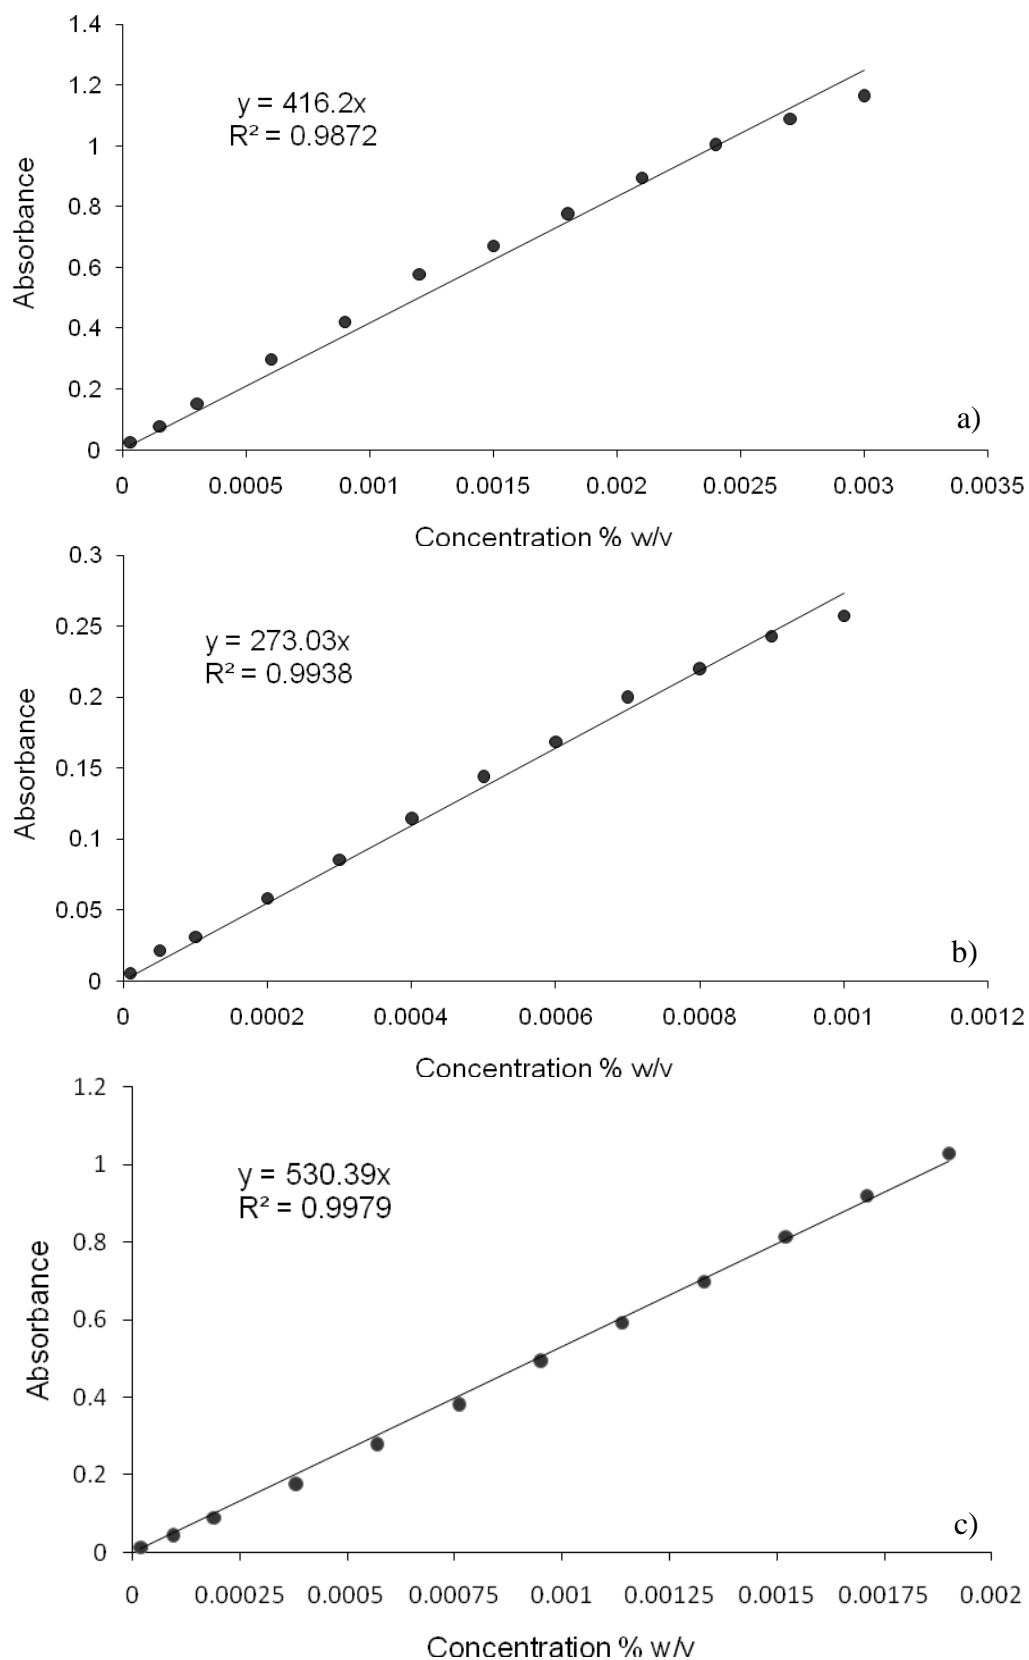 1.4
1.2
1
0.8
0.6
0.4
0.2
0
y = 416.2x
R² = 0.9872
Absorbance
a)
0 0.0005 0.001 0.0015 0.002 0.0025 0.003 0.0035
Concentration % w/v
0.3
0.25
0.2
0.15
0.1
0.05
0
y = 273.03x
R² = 0.9938
Absorbance
b)
0 0.0002 0.0004 0.0006 0.0008 0.001 0.0012
Concentration % w/v
1.2
1
0.8
0.6
0.4
0.2
0
y = 530.39x
R² = 0.9979
Absorbance
c)
0 0.00025 0.0005 0.00075 0.001 0.00125 0.0015 0.00175 0.002
Concentration % w/v